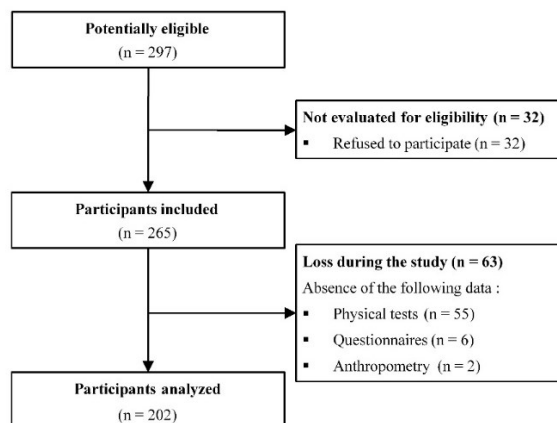 Potentially eligible
(n = 297)
Not evaluated for eligibility (n = 32)
▪ Refused to participate (n = 32)
Participants included
(n = 265)
Loss during the study (n = 63)
Absence of the following data :
▪ Physical tests (n = 55)
▪ Questionnaires (n = 6)
▪ Anthropometry (n = 2)
Participants analyzed
(n = 202)